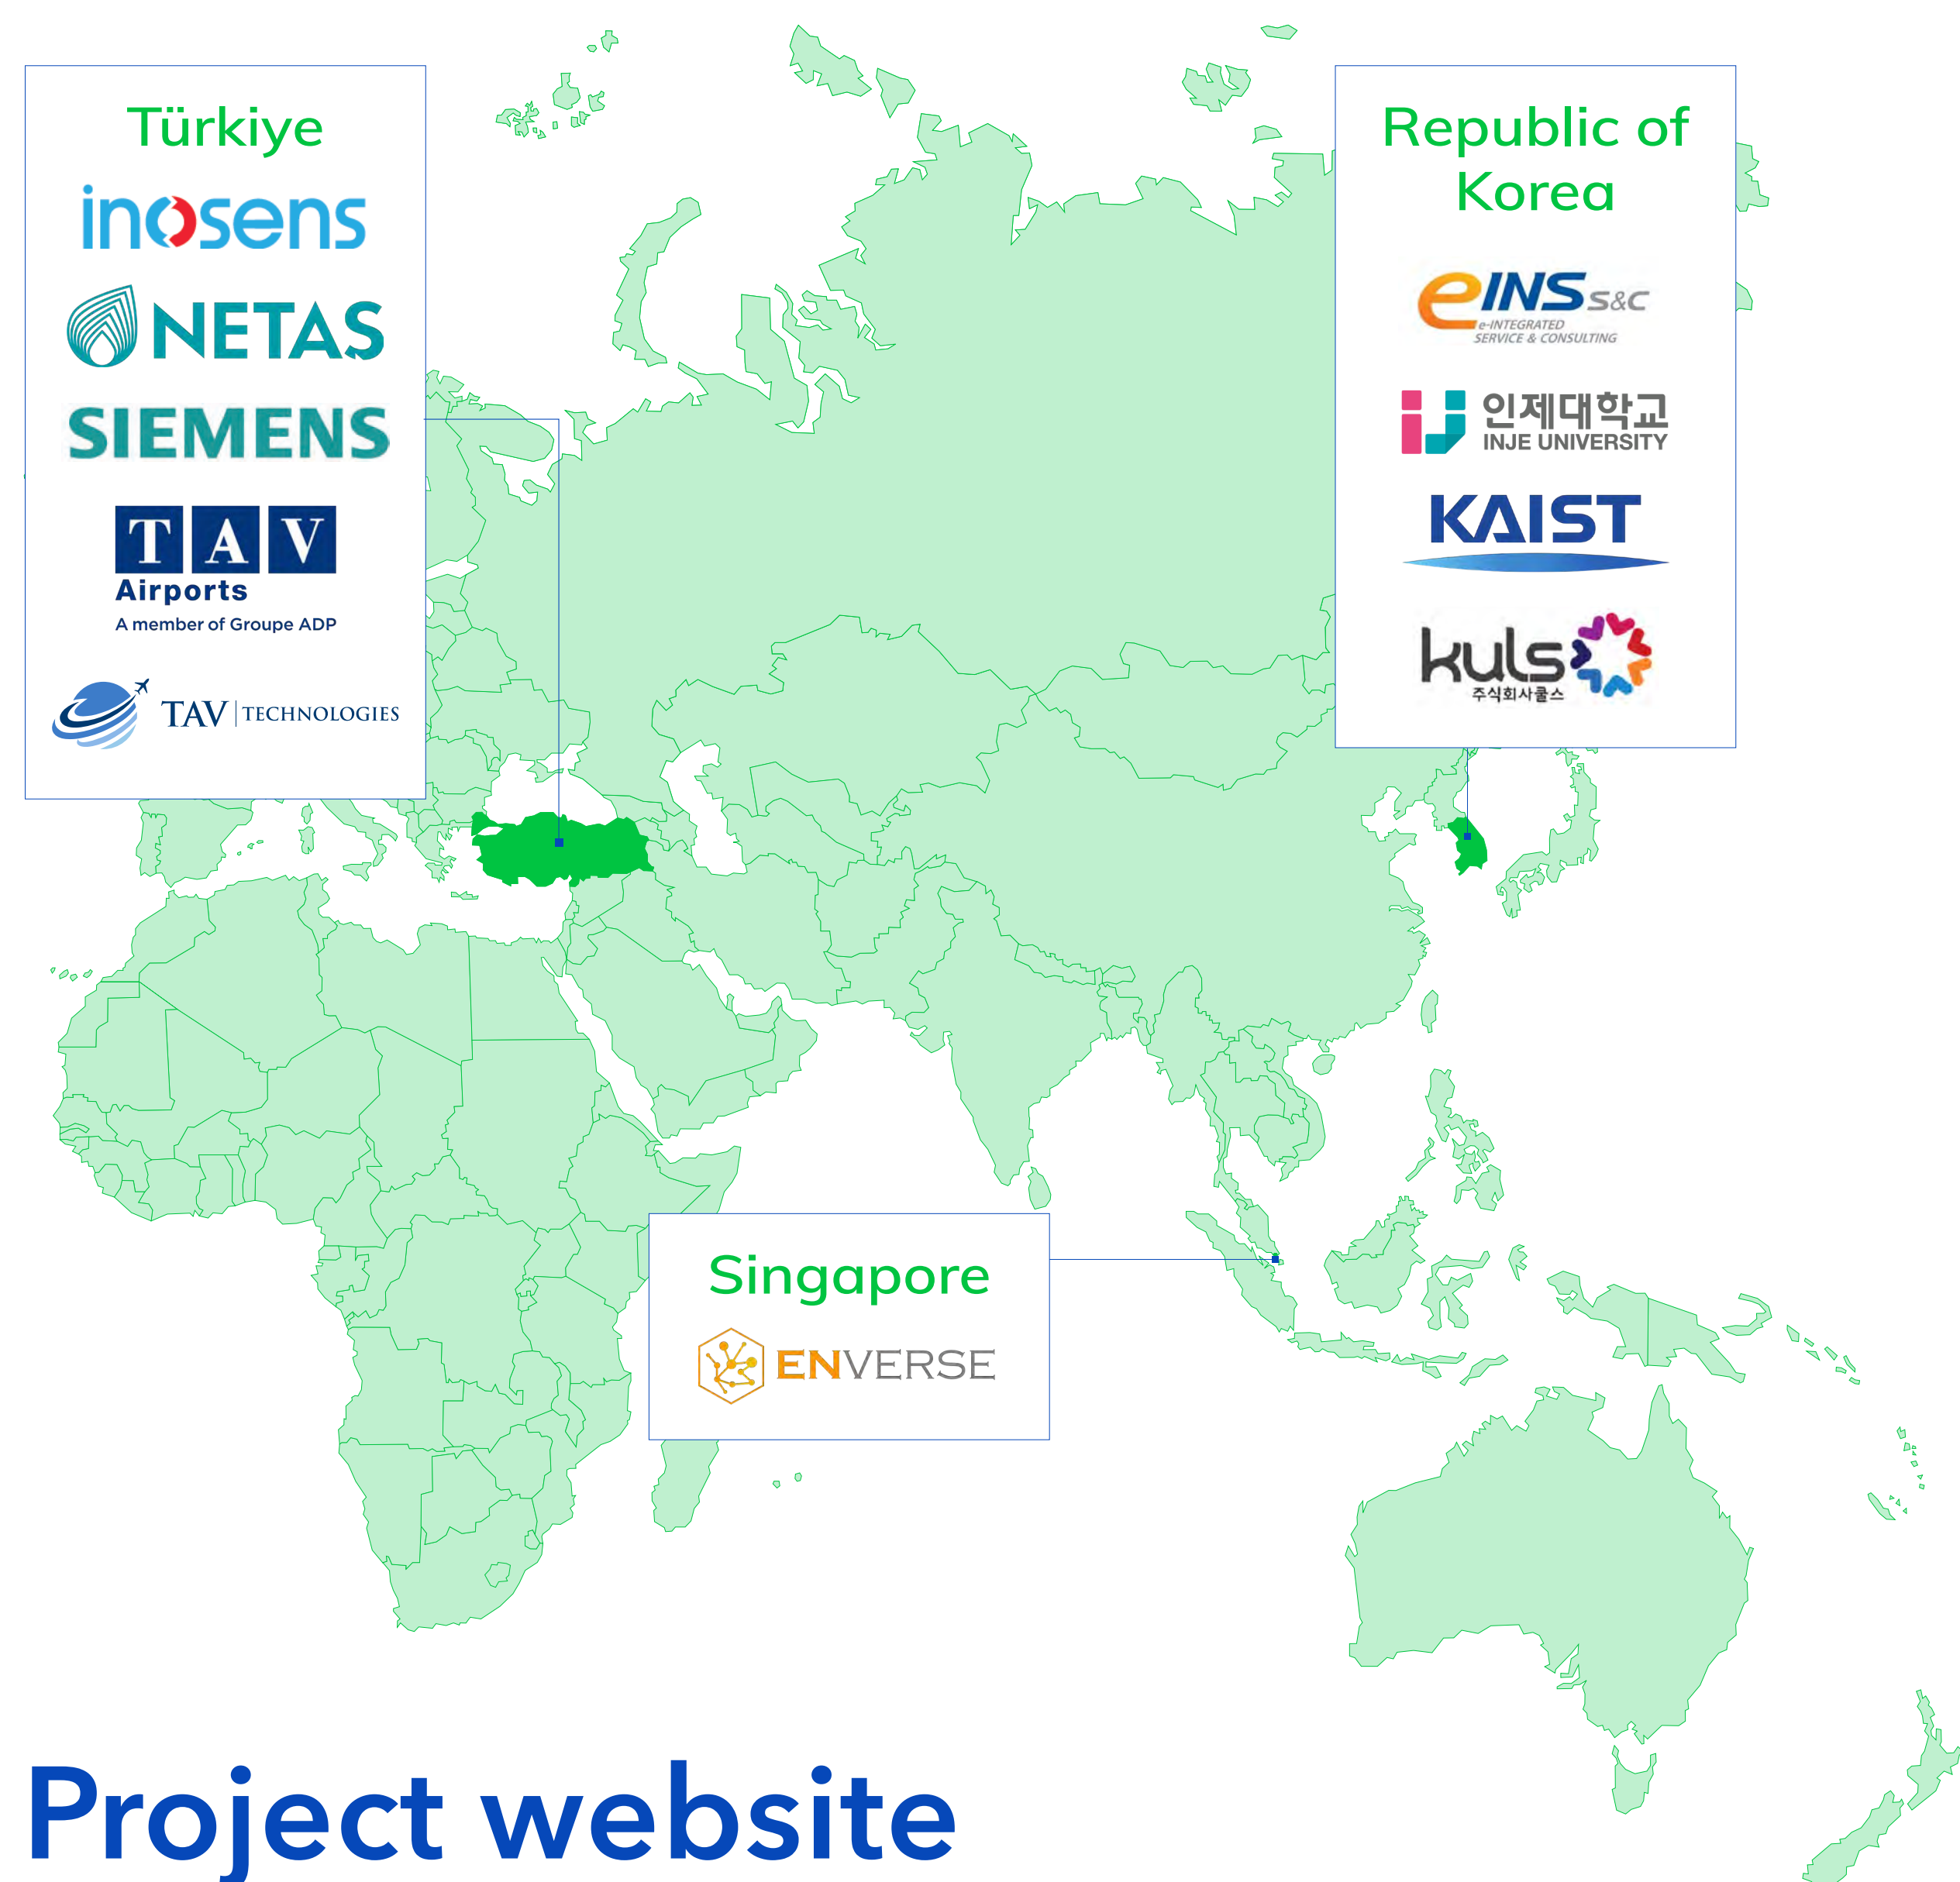 Türkiye
inosens
NETAS
SIEMENS
TAV
Airports
A member of Groupe ADP
TAV TECHNOLOGIES
Republic of
Korea
eINS S&C
e-INTEGRATED
SERVICE & CONSULTING
인제대학교
INJE UNIVERSITY
KAIST
kuls
주식회사쿨스
Singapore
ENVERSE
Project website